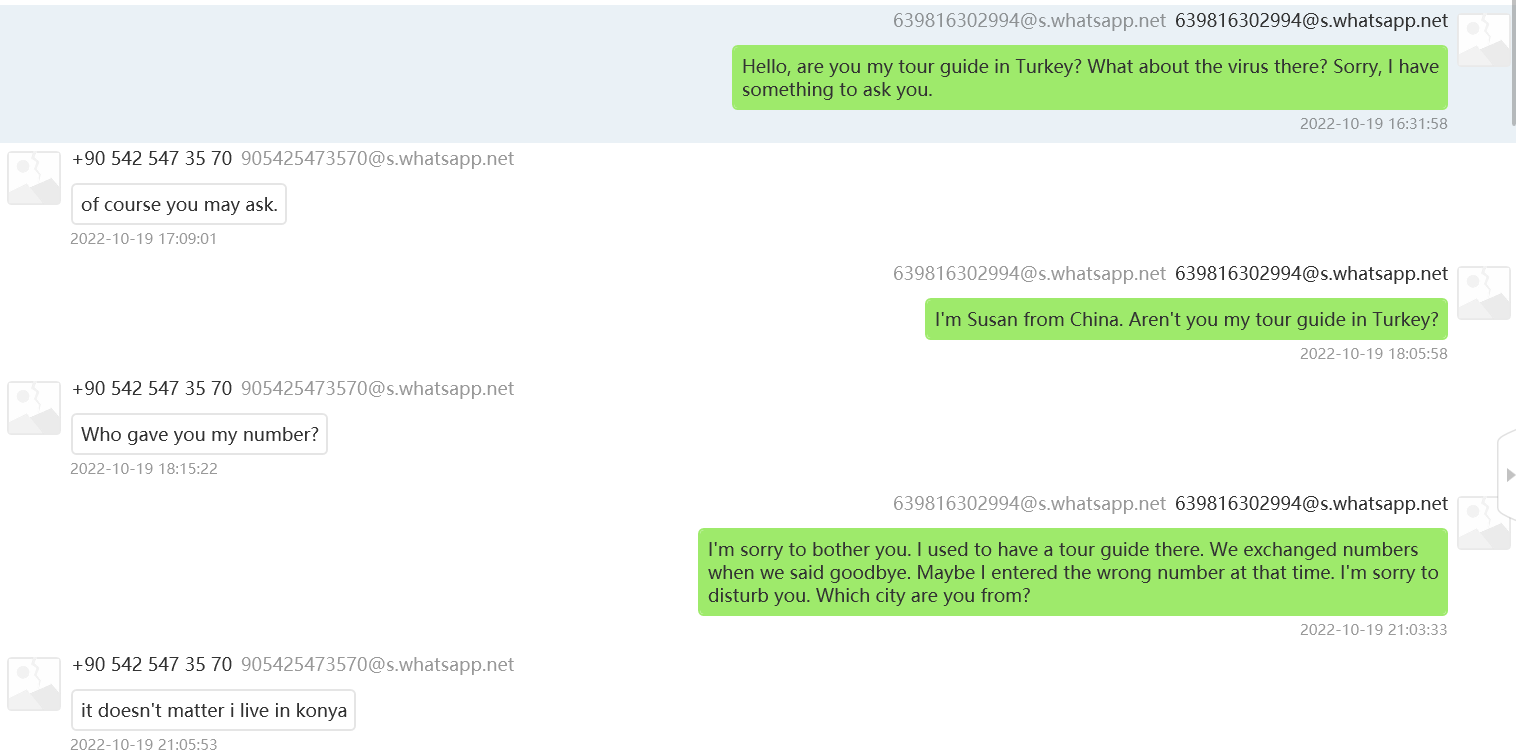 639816302994@s.whatsapp.net 639816302994@s.whatsapp.net
Hello, are you my tour guide in Turkey? What about the virus there? Sorry, I have
something to ask you.
2022-10-19 16:31:58
+90 542 547 35 70 905425473570@s.whatsapp.net
of course you may ask.
2022-10-19 17:09:01
639816302994@s.whatsapp.net 639816302994@s.whatsapp.net
I'm Susan from China. Aren't you my tour guide in Turkey?
2022-10-19 18:05:58
+90 542 547 35 70 905425473570@s.whatsapp.net
Who gave you my number?
2022-10-19 18:15:22
639816302994@s.whatsapp.net 639816302994@s.whatsapp.net
I'm sorry to bother you. I used to have a tour guide there. We exchanged numbers
when we said goodbye. Maybe I entered the wrong number at that time. I'm sorry to
disturb you. Which city are you from?
2022-10-19 21:03:33
+90 542 547 35 70 905425473570@s.whatsapp.net
it doesn't matter i live in konya
2022-10-19 21:05:53